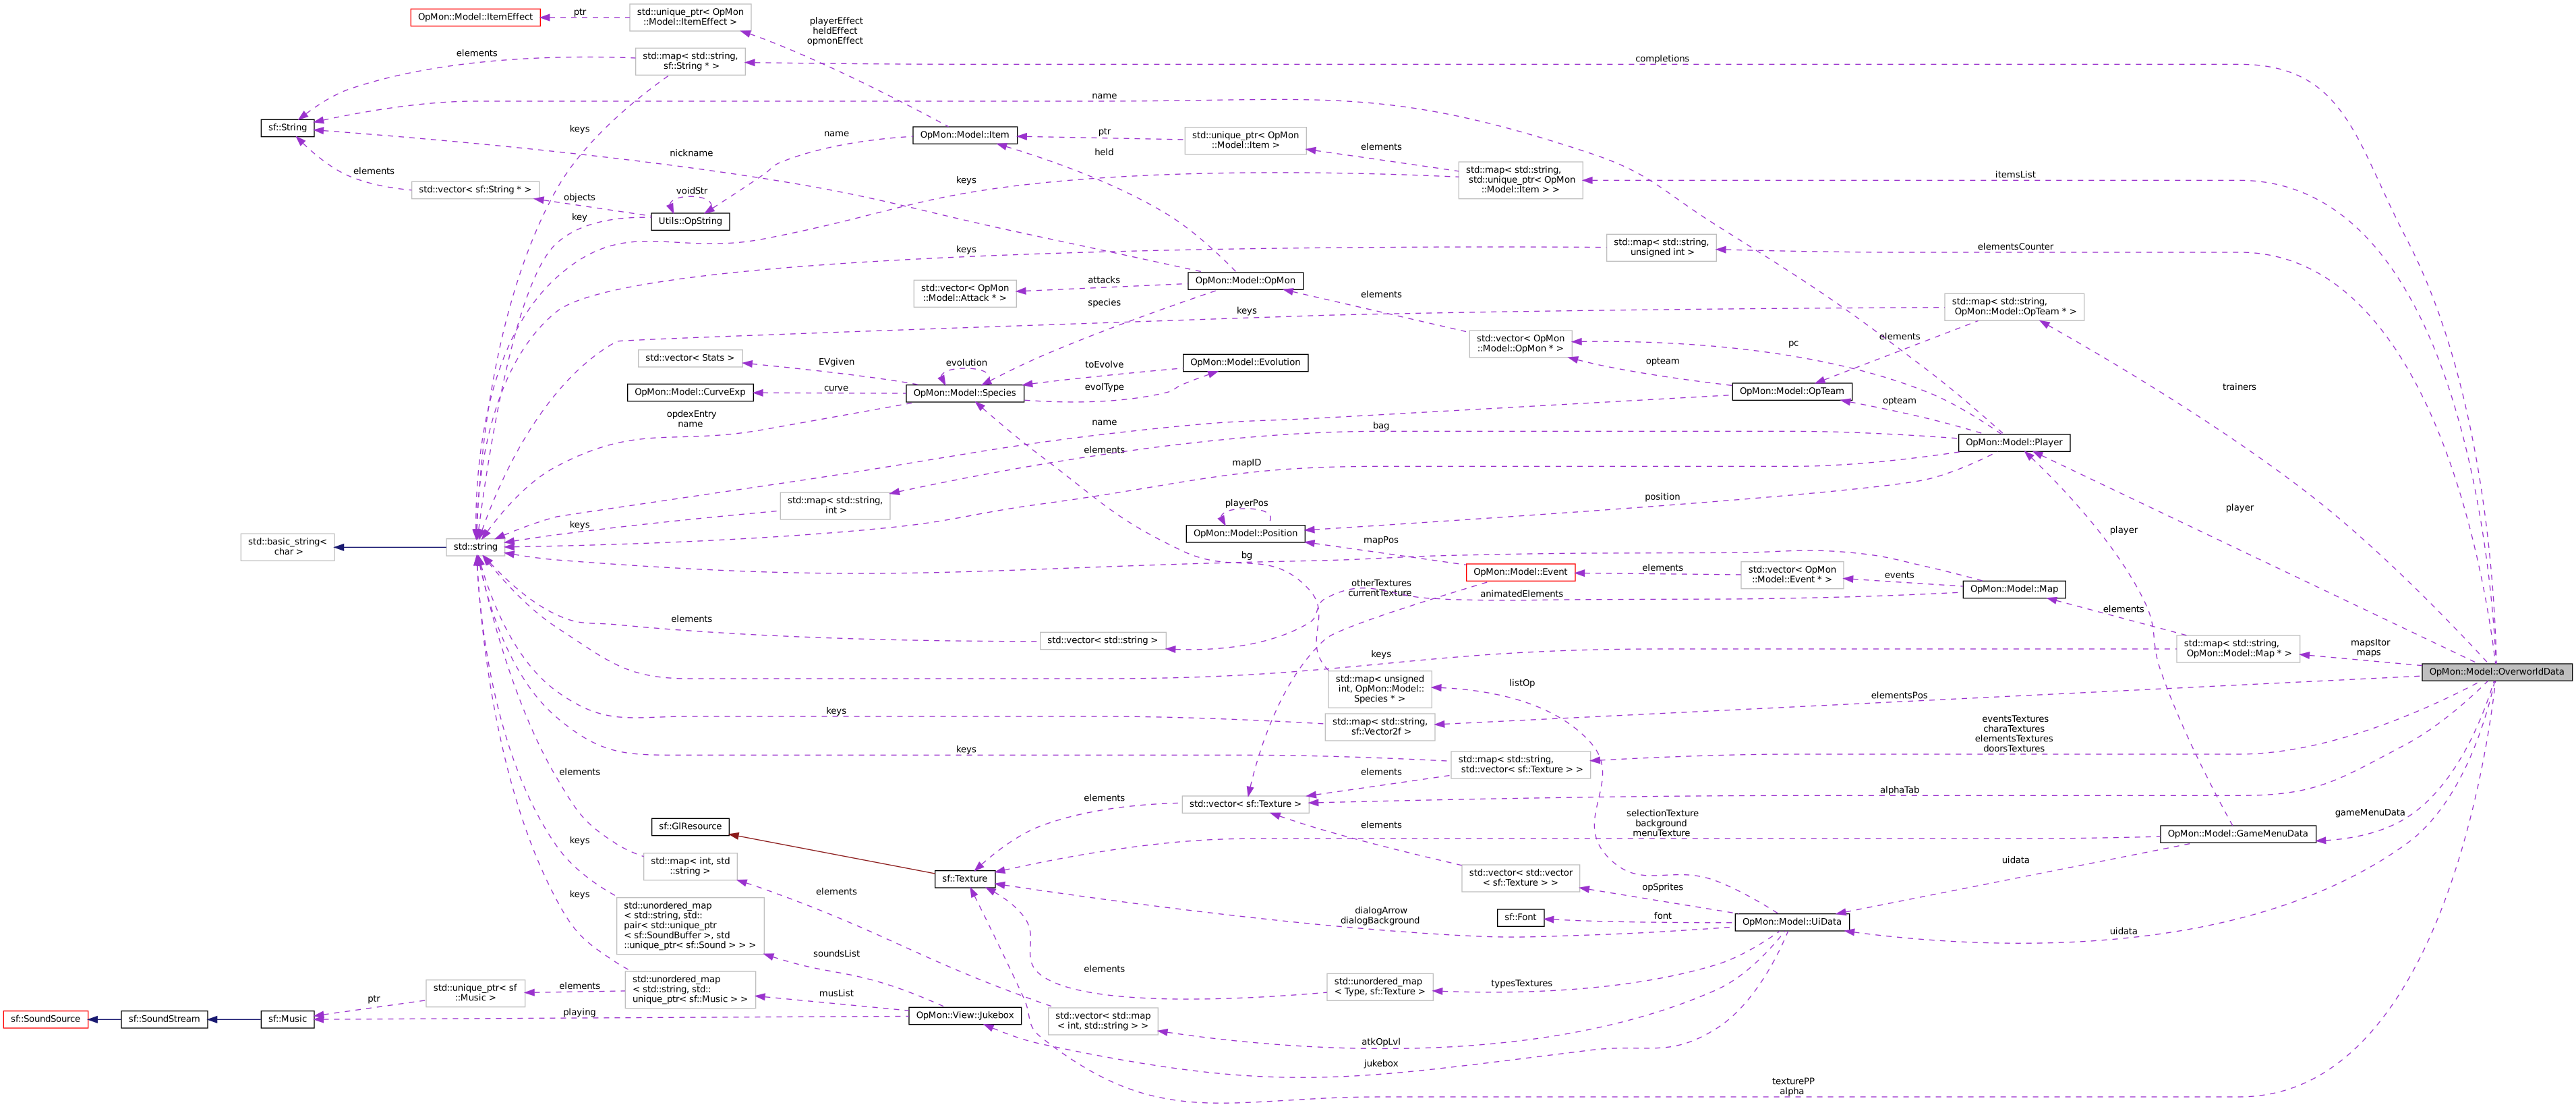 OpMon::Model::ItemEffect
ptr
std::unique_ptr< OpMon
::Model::ItemEffect >
playerEffect
heldEffect
opmonEffect
elements
std::map< std::string,
sf::String * >
completions
name
sf::String
keys
name
OpMon::Model::Item
ptr
std::unique_ptr< OpMon
::Model::Item >
elements
held
nickname
std::map< std::string,
std::unique_ptr< OpMon
::Model::Item > >
itemsList
elements
std::vector< sf::String * >
objects
voidStr
keys
key
Utils::OpString
keys
std::map< std::string,
unsigned int >
elementsCounter
std::vector< OpMon
::Model::Attack * >
attacks
OpMon::Model::OpMon
elements
species
keys
std::map< std::string,
OpMon::Model::OpTeam * >
elements
std::vector< OpMon
::Model::OpMon * >
pc
opteam
trainers
std::vector< Stats >
EVgiven
evolution
toEvolve
OpMon::Model::Evolution
OpMon::Model::CurveExp
curve
OpMon::Model::Species
evolType
OpMon::Model::OpTeam
opteam
opdexEntry
name
name
bag
OpMon::Model::Player
elements
mapID
std::map< std::string,
int >
keys
playerPos
position
player
player
OpMon::Model::Position
mapPos
std::basic_string<
char >
std::string
bg
OpMon::Model::Event
elements
std::vector< OpMon
::Model::Event * >
events
OpMon::Model::Map
otherTextures
currentTexture
animatedElements
elements
elements
std::vector< std::string >
keys
std::map< std::string,
OpMon::Model::Map * >
mapsItor
maps
OpMon::Model::OverworldData
std::map< unsigned
int, OpMon::Model::
Species * >
listOp
elementsPos
keys
std::map< std::string,
sf::Vector2f >
eventsTextures
charaTextures
elementsTextures
doorsTextures
keys
std::map< std::string,
std::vector< sf::Texture > >
elements
elements
elements
std::vector< sf::Texture >
alphaTab
selectionTexture
background
menuTexture
gameMenuData
sf::GlResource
elements
OpMon::Model::GameMenuData
keys
std::map< int, std
::string >
sf::Texture
std::vector< std::vector
< sf::Texture > >
opSprites
uidata
elements
keys
std::unordered_map
< std::string, std::
pair< std::unique_ptr
< sf::SoundBuffer >, std
::unique_ptr< sf::Sound > > >
dialogArrow
dialogBackground
sf::Font
font
OpMon::Model::UiData
uidata
soundsList
elements
std::unordered_map
< std::string, std::
unique_ptr< sf::Music > >
std::unique_ptr< sf
::Music >
elements
ptr
musList
std::unordered_map
< Type, sf::Texture >
typesTextures
sf::SoundSource
sf::SoundStream
sf::Music
playing
OpMon::View::Jukebox
std::vector< std::map
< int, std::string > >
atkOpLvl
jukebox
texturePP
alpha